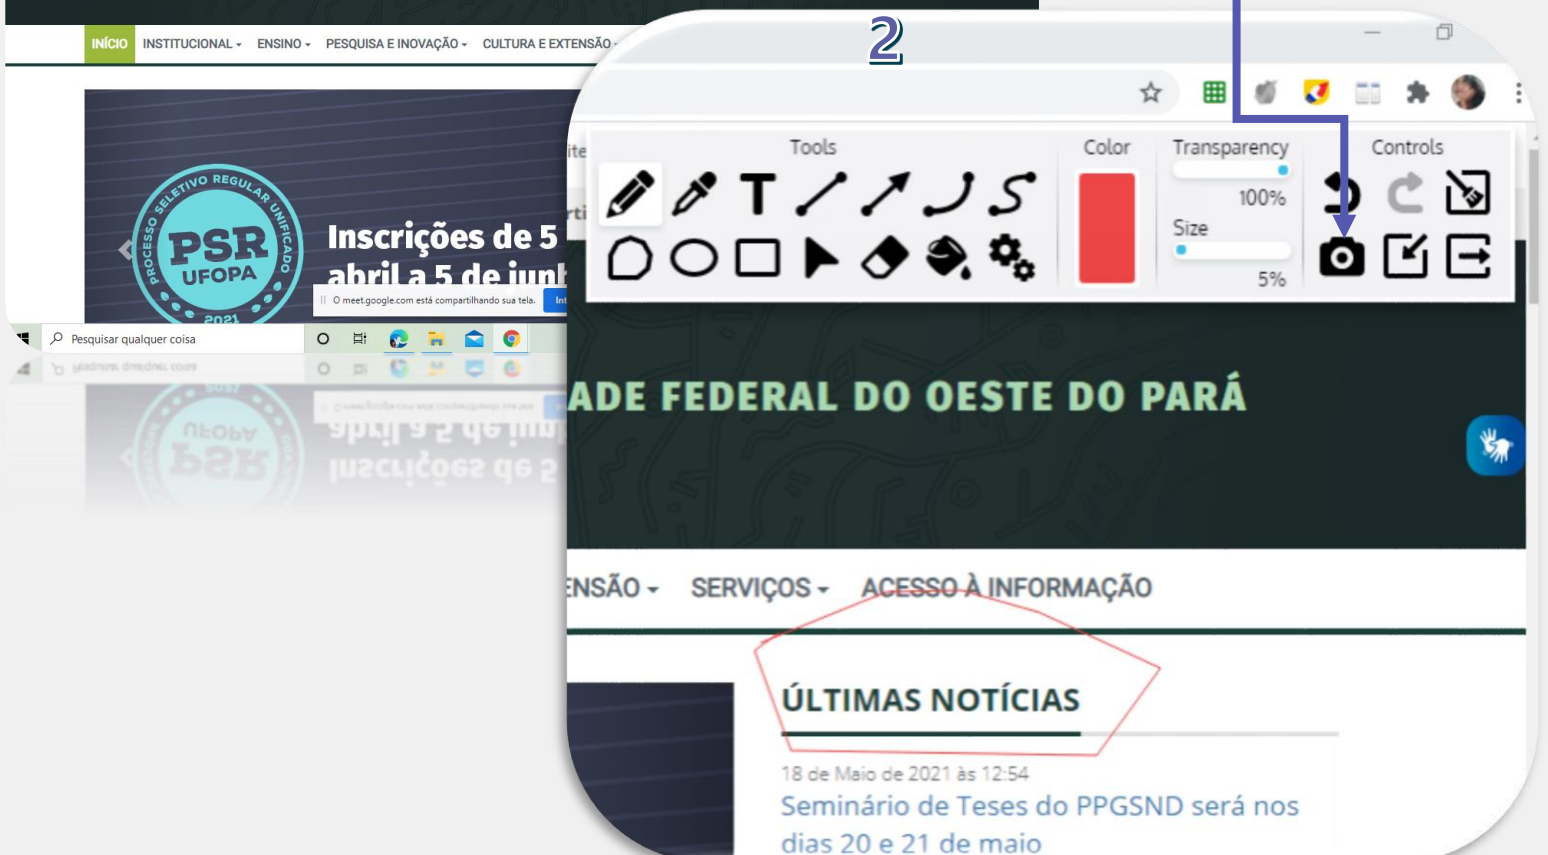 INÍCIO INSTITUCIONAL ENSINO PESQUISA E INOVAÇÃO CULTURA E EXTENSÃO
PROCESSO SELETIVO REGULAR UNIFICADO
PSR
UFOPA
2021
Inscrições de 5
abril a 5 de junh
O meet.google.com está compartilhando sua tela. Int
Pesquisar qualquer coisa
2
Tools Color Transparency Controls
100%
Size
5%
T
ADE FEDERAL DO OESTE DO PARÁ
ENSÃO SERVIÇOS ACESSO À INFORMAÇÃO
ÚLTIMAS NOTÍCIAS
18 de Maio de 2021 às 12:54
Seminário de Teses do PPGSND será nos
dias 20 e 21 de maio